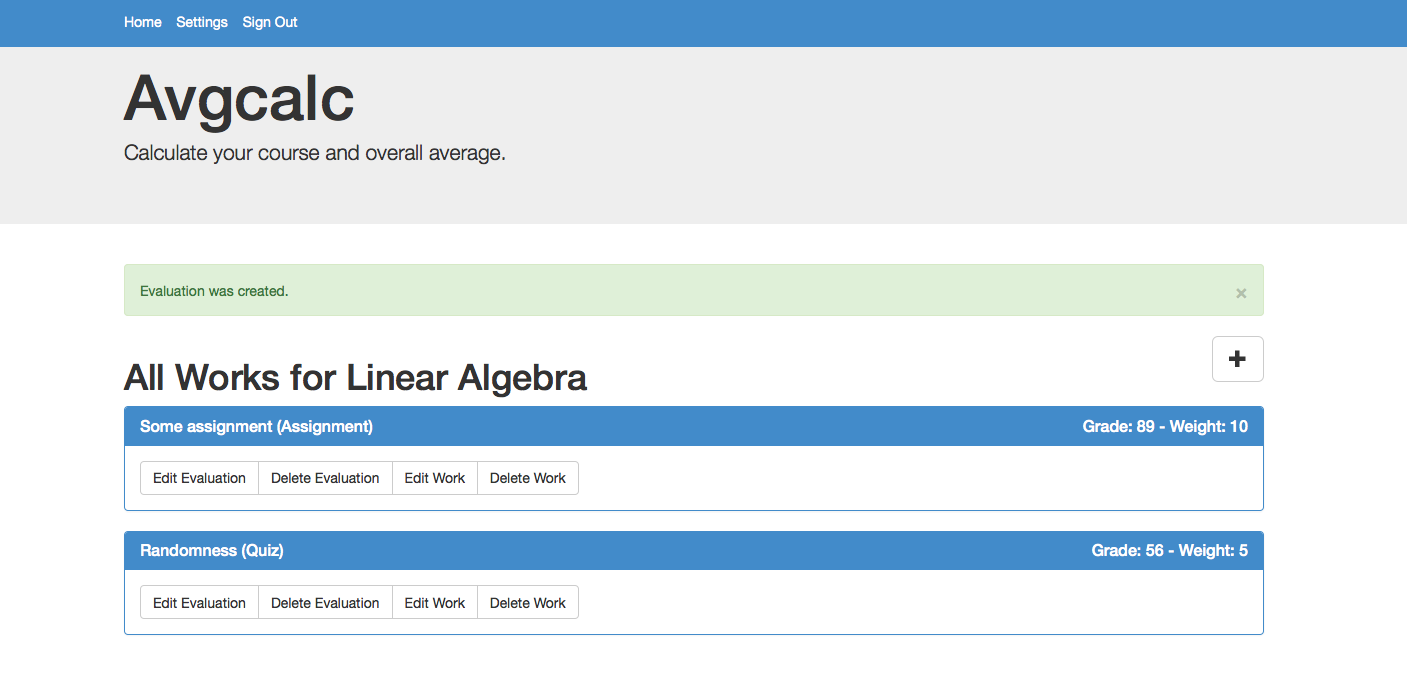 Home Settings Sign Out
Avgcalc
Calculate your course and overall average.
Evaluation was created.
×
All Works for Linear Algebra
Some assignment (Assignment) Grade: 89 - Weight: 10
Edit Evaluation Delete Evaluation Edit Work Delete Work
Randomness (Quiz) Grade: 56 - Weight: 5
Edit Evaluation Delete Evaluation Edit Work Delete Work